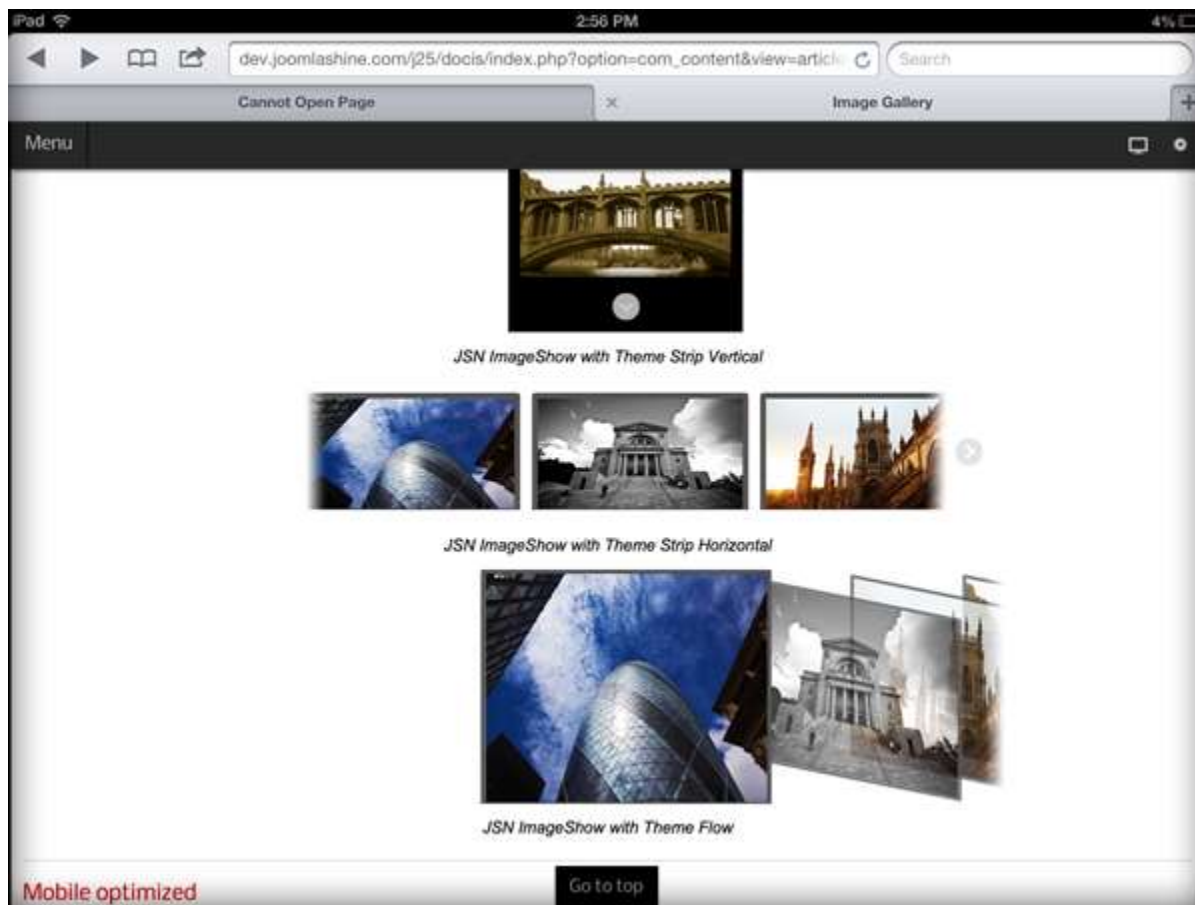 iPad 2:56 PM 4%
dev.joomlashine.com/j25/docis/index.php?option=com_content&view=article Search
Cannot Open Page Image Gallery
Menu
JSN ImageShow with Theme Strip Vertical
JSN ImageShow with Theme Strip Horizontal
JSN ImageShow with Theme Flow
Mobile optimized Go to top